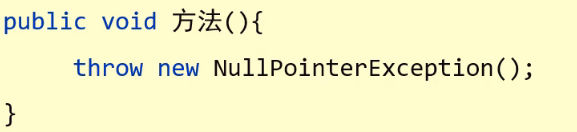 public void 方法(){
throw new NullPointerException();
}